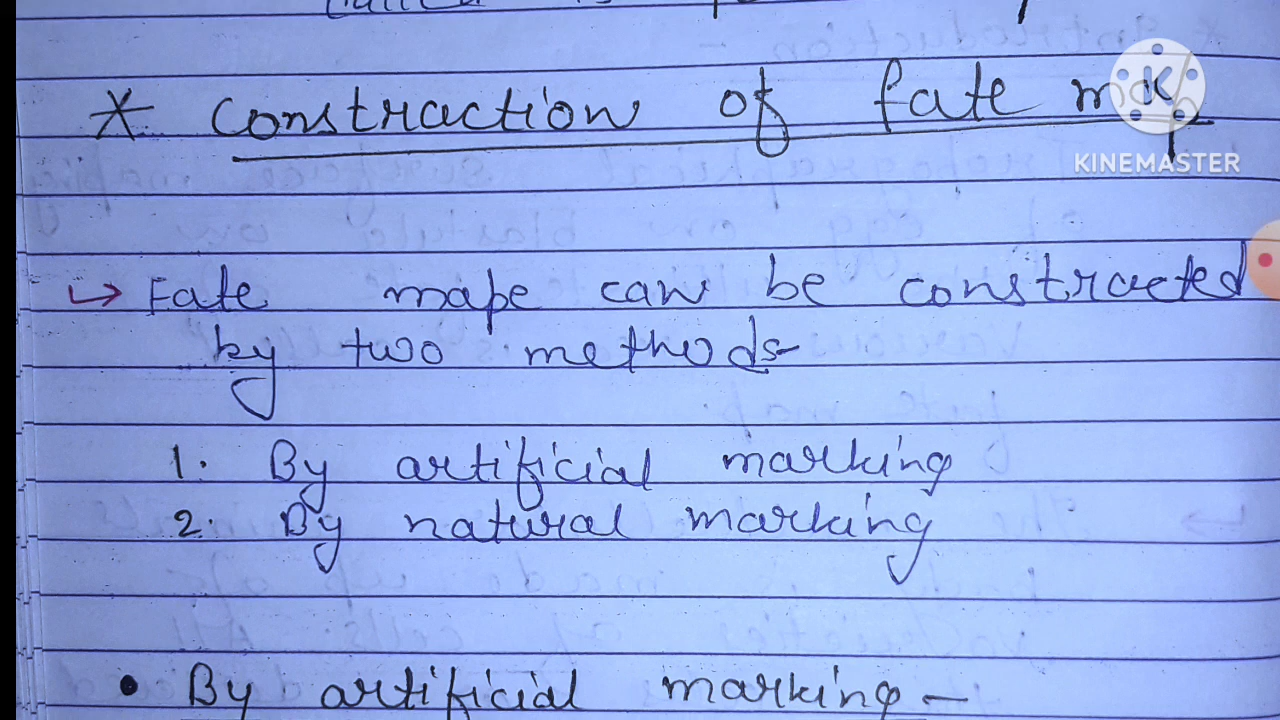 * Constraction of fate map
KINEMASTER
↳ Fate mape can be constracted
by two methods-
1. By artificial marking
2. By natural marking
• By artificial marking -